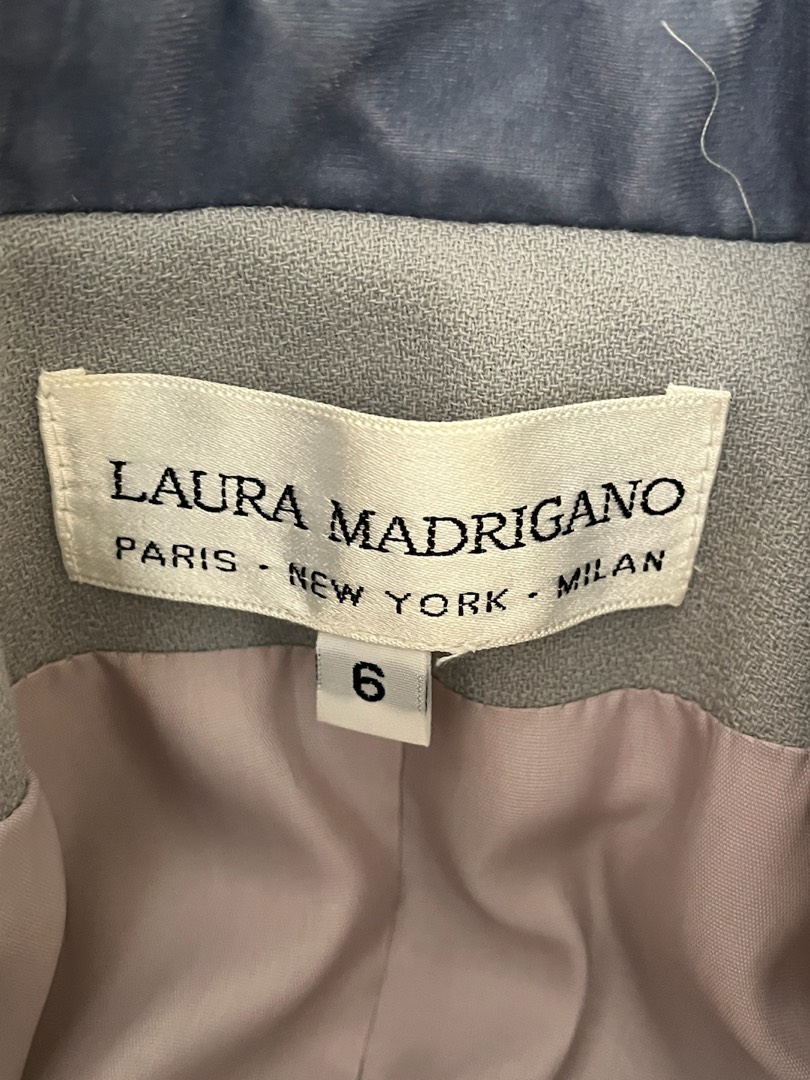 LAURA MADRIGANO
PARIS · NEW YORK · MILAN
6